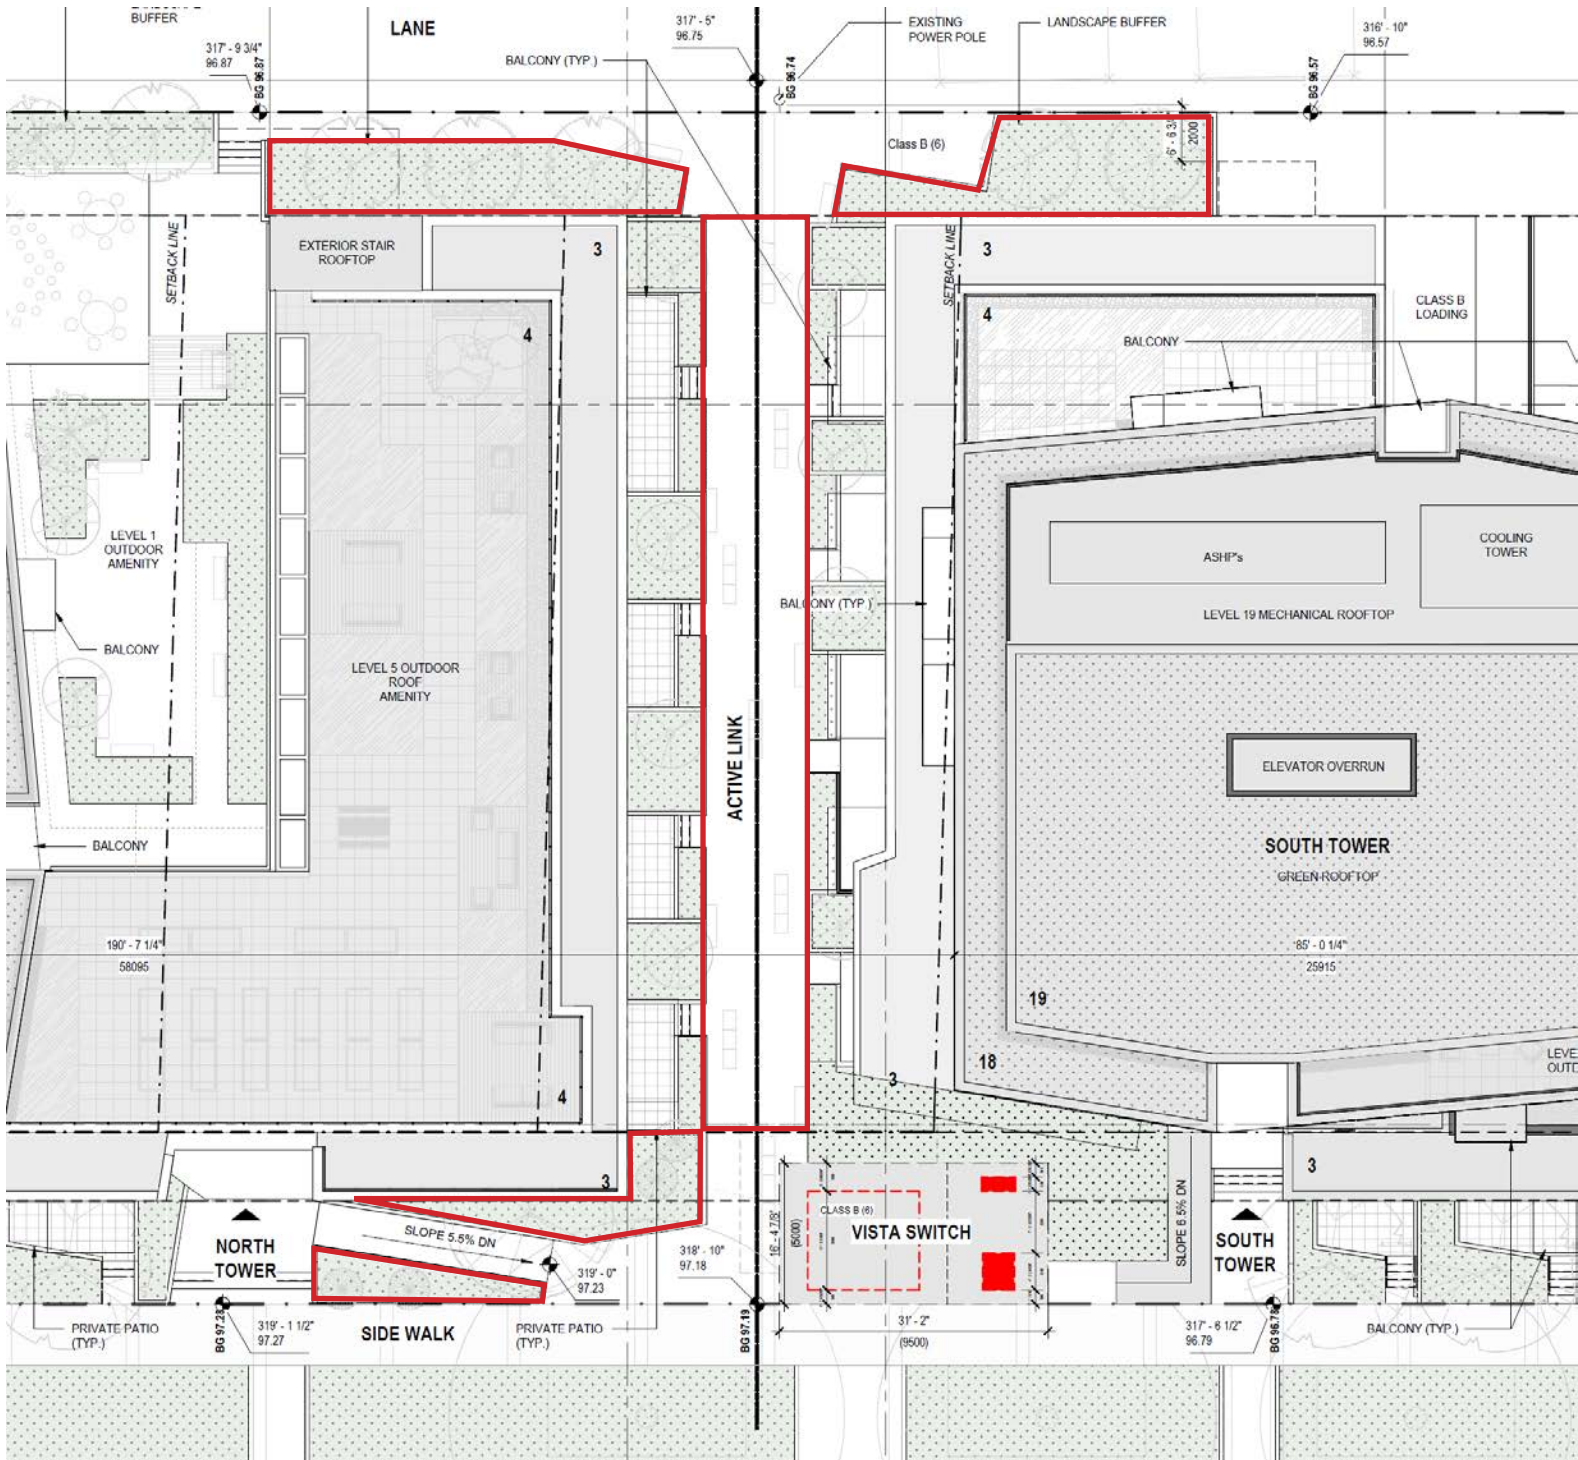 BUFFER
LANE
317' - 9 3/4"
96.87
BG 96.87
BALCONY (TYP.)
317' - 5"
96.75
BG 96.74
EXISTING
POWER POLE
LANDSCAPE BUFFER
316' - 10"
96.57
BG 96.57
Class B (6)
2000
SETBACK LINE
EXTERIOR STAIR
ROOFTOP
3
SETBACK LINE
3
4
4
CLASS B
LOADING
BALCONY
LEVEL 1
OUTDOOR
AMENITY
ASHP's
COOLING
TOWER
BALCONY (TYP.)
LEVEL 19 MECHANICAL ROOFTOP
BALCONY
LEVEL 5 OUTDOOR
ROOF
AMENITY
ACTIVE LINK
ELEVATOR OVERRUN
BALCONY
SOUTH TOWER
GREEN ROOFTOP
190' - 7 1/4"
58095
85' - 0 1/4"
25915
19
18
3
4
LEVE
OUTD
3
3
CLASS B (6)
VISTA SWITCH
16' - 4 7/8"
(5000)
SLOPE 6.5% DN
SLOPE 5.5% DN
NORTH
TOWER
SOUTH
TOWER
318' - 10"
97.18
319' - 0"
97.23
BG 97.28
319' - 1 1/2"
97.27
PRIVATE PATIO
(TYP.)
SIDE WALK
PRIVATE PATIO
(TYP.)
BG 97.19
31' - 2"
(9500)
317' - 6 1/2"
96.79
BG 96.78
BALCONY (TYP.)